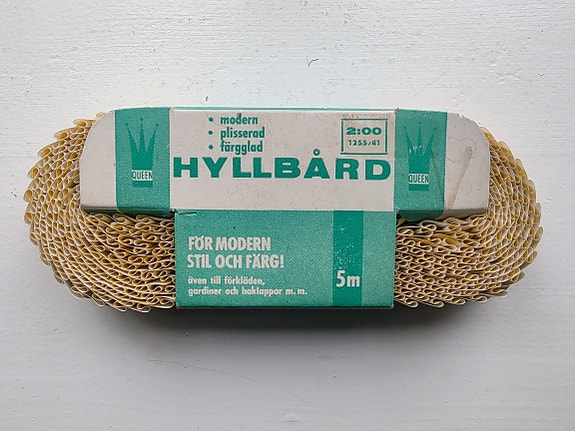 • modern
• plisserad
• färgglad
2:00
1255/41
QUEEN
HYLLBÅRD
QUEEN
FÖR MODERN
STIL OCH FÄRG!
även till förkläden,
gardiner och haklappar m. m.
5m